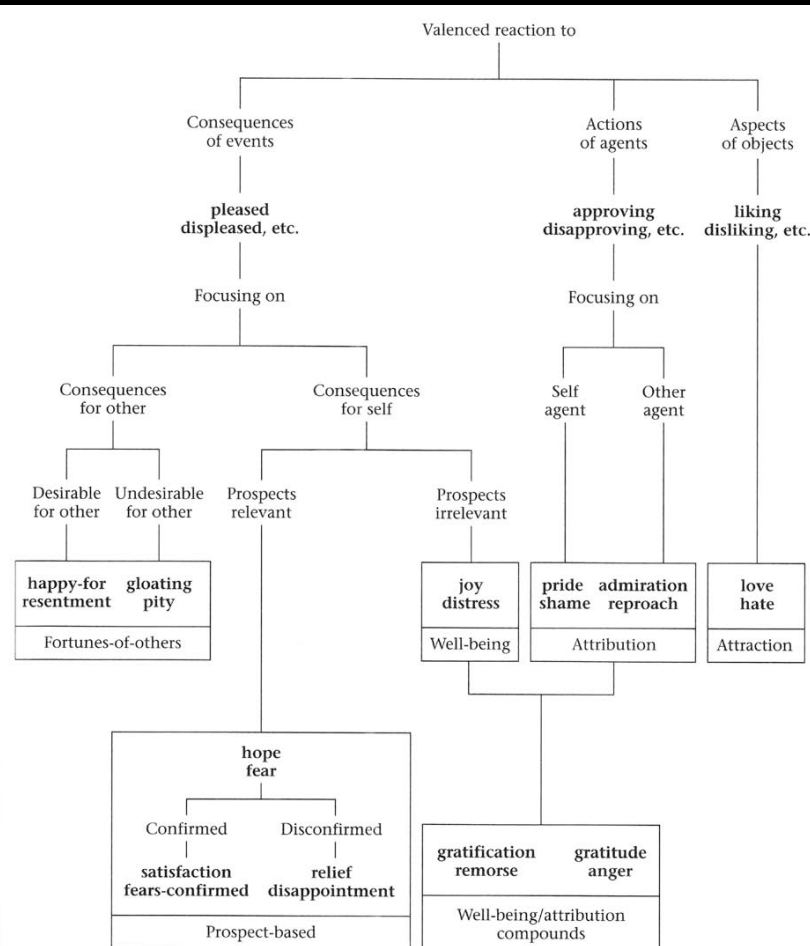 Valenced reaction to
Consequences
of events
Actions
of agents
Aspects
of objects
pleased
displeased, etc.
approving
disapproving, etc.
liking
disliking, etc.
Focusing on
Focusing on
Consequences
for other
Consequences
for self
Self
agent
Other
agent
Desirable
for other
Undesirable
for other
Prospects
relevant
Prospects
irrelevant
happy-for
resentment
gloating
pity
Fortunes-of-others
joy
distress
Well-being
pride
shame
admiration
reproach
Attribution
love
hate
Attraction
hope
fear
Confirmed
Disconfirmed
satisfaction
fears-confirmed
relief
disappointment
Prospect-based
gratification
remorse
gratitude
anger
Well-being/attribution
compounds